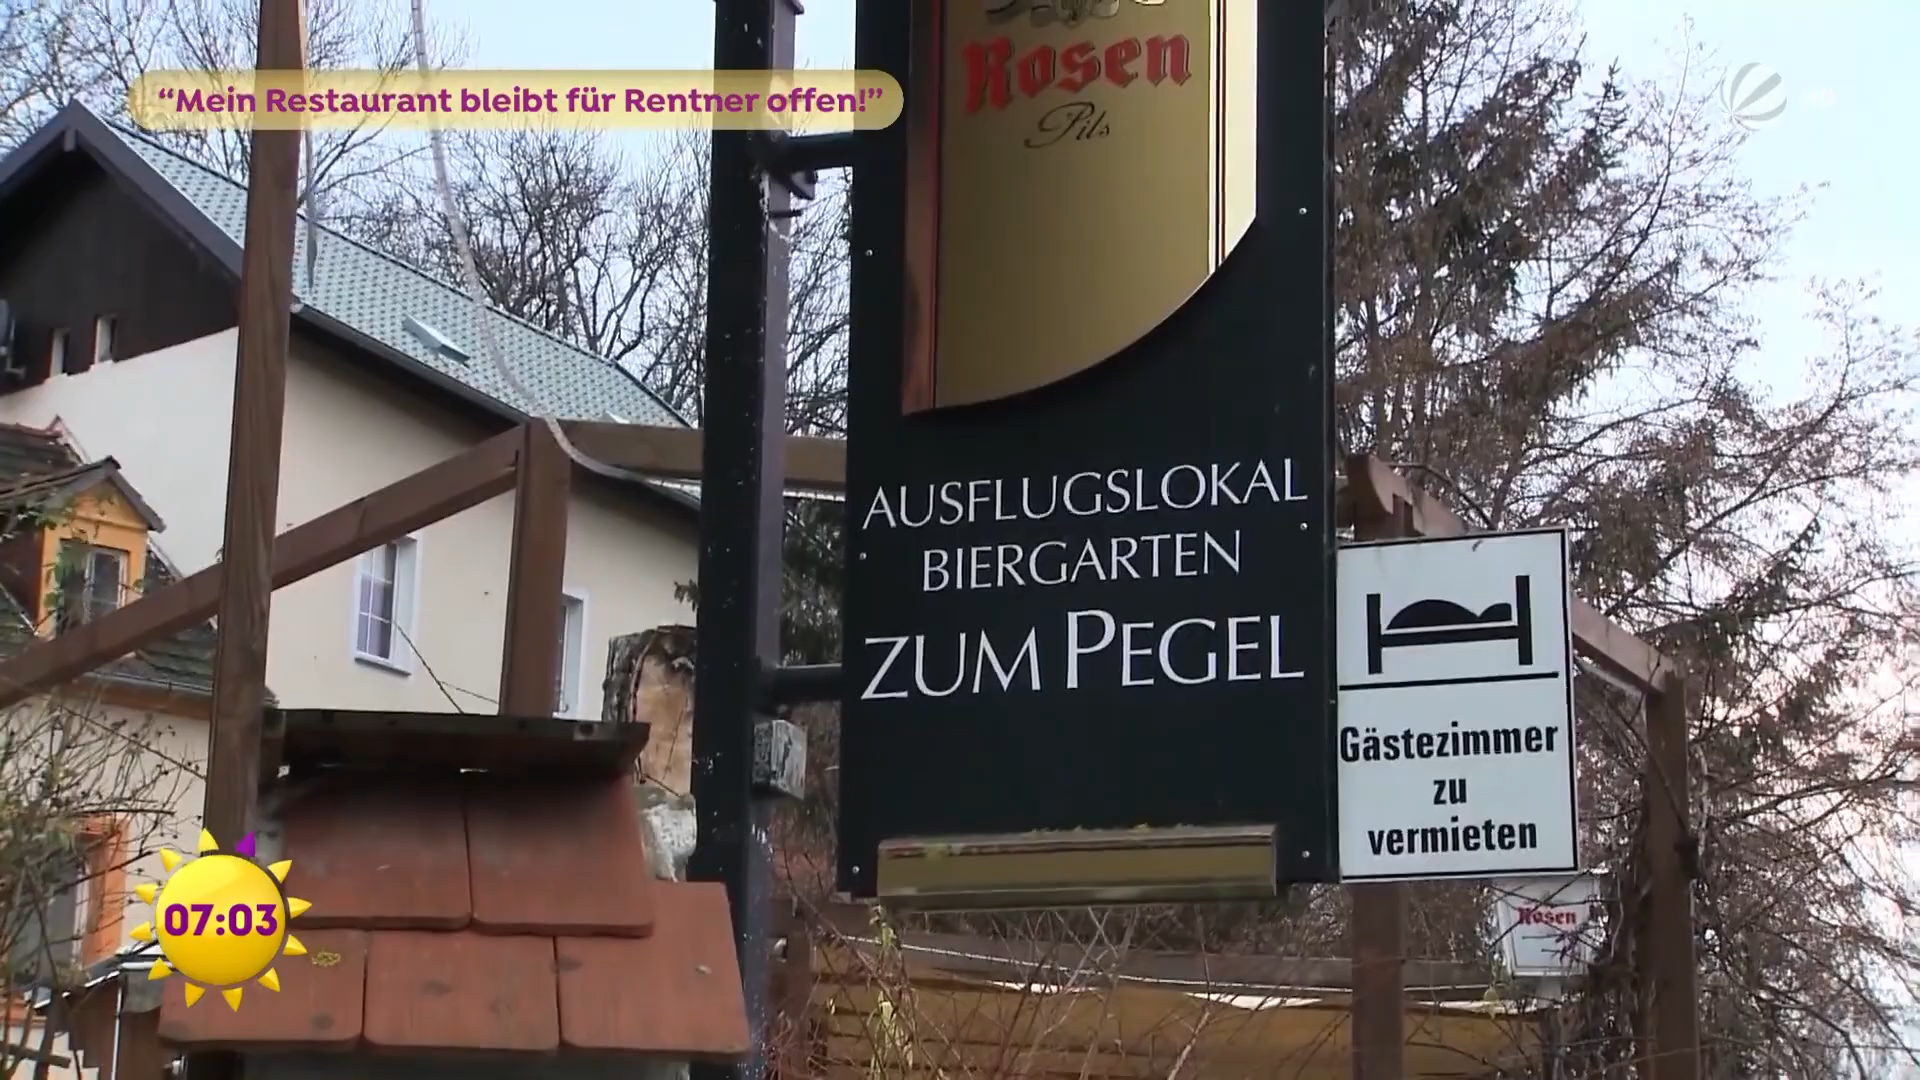 “Mein Restaurant bleibt für Rentner offen!”
Rosen
Pils
AUSFLUGSLOKAL
BIERGARTEN
ZUM PEGEL
Gästezimmer
zu
vermieten
Rosen
07:03